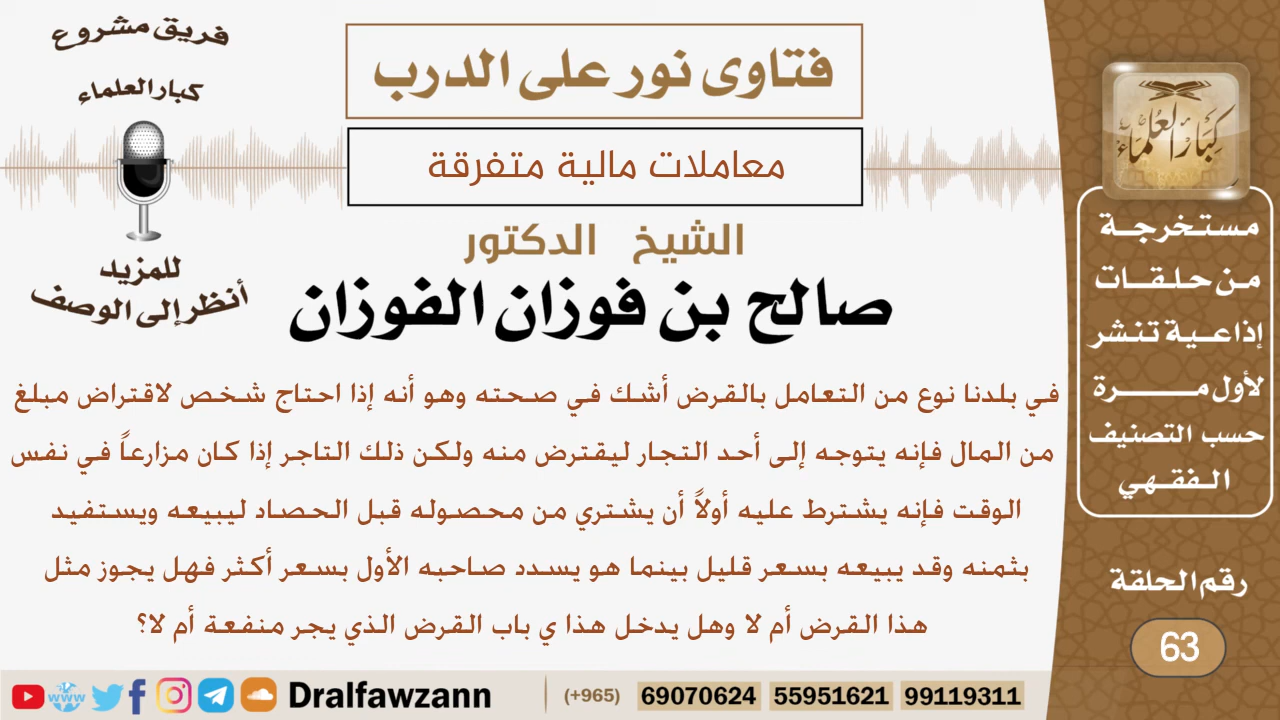 فريق مشروع
كبار العلماء
للمزيد
أنظر إلى الوصف
فتاوى نور على الدرب
معاملات مالية متفرقة
الشيخ الدكتور
صالح بن فوزان الفوزان
في بلدنا نوع من التعامل بالقرض أشك في صحته وهو أنه إذا احتاج شخص لاقتراض مبلغ
من المال فإنه يتوجه إلى أحد التجار ليقترض منه ولكن ذلك التاجر إذا كان مزارعاً في نفس
الوقت فإنه يشترط عليه أولاً أن يشتري من محصوله قبل الحصاد ليبيعه ويستفيد
بثمنه وقد يبيعه بسعر قليل بينما هو يسدد صاحبه الأول بسعر أكثر فهل يجوز مثل
هذا القرض أم لا وهل يدخل هذا ي باب القرض الذي يجر منفعة أم لا؟
كبار العلماء
مستخرجة
من حلقات
إذاعية تنشر
لأول مرة
حسب التصنيف
الفقهي
رقم الحلقة
63
www
Dralfawzann
(+965) 69070624 55951621 99119311